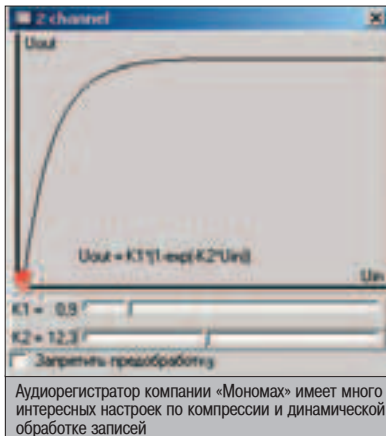 2 channel
Uout
Uout = K1*(1-exp(-K2*Uin))
Uin
K1 = 0,9
K2 = 12,3
Запретить предобработку
Аудиорегистратор компании «Мономах» имеет много
интересных настроек по компрессии и динамической
обработке записей